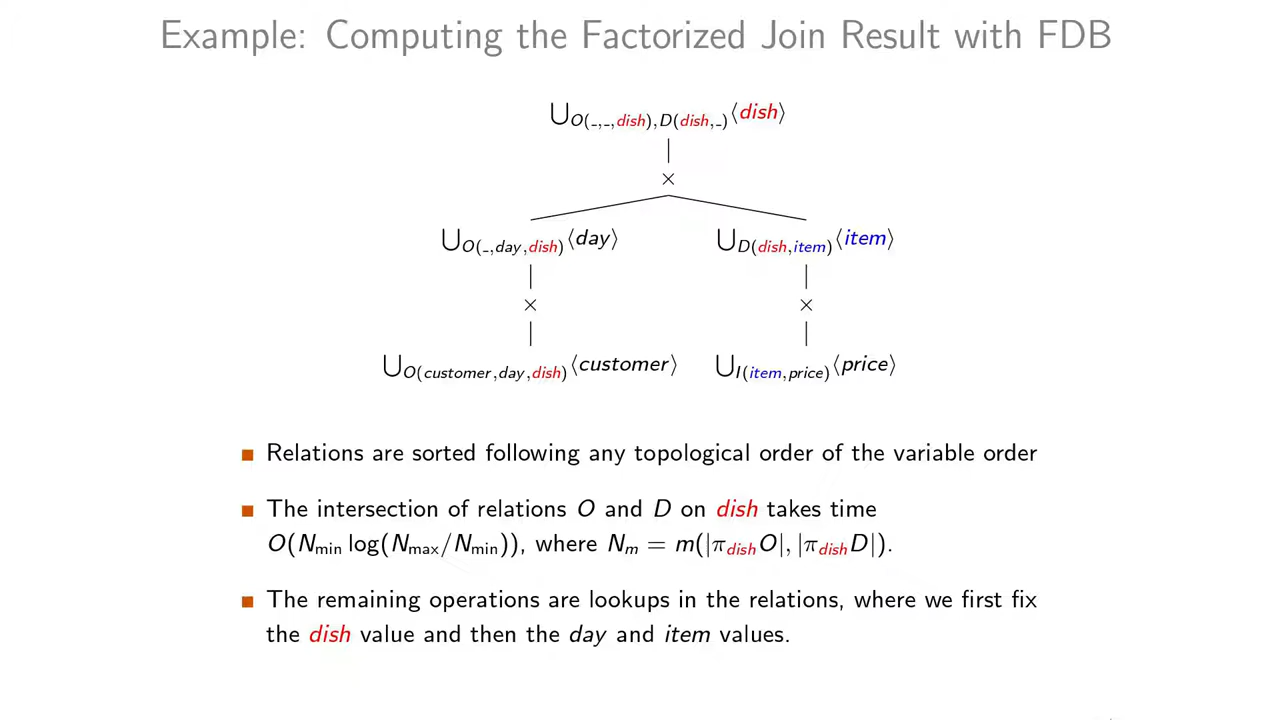 Example: Computing the Factorized Join Result with FDB
⋃O(_,_,dish),D(dish,_)⟨dish⟩
×
⋃O(_,day,dish)⟨day⟩ ⋃D(dish,item)⟨item⟩
× ×
⋃O(customer,day,dish)⟨customer⟩ ⋃I(item,price)⟨price⟩
Relations are sorted following any topological order of the variable order
The intersection of relations O and D on dish takes time
O(Nmin log(Nmax/Nmin)), where Nm = m(|πdishO|, |πdishD|).
The remaining operations are lookups in the relations, where we first fix
the dish value and then the day and item values.